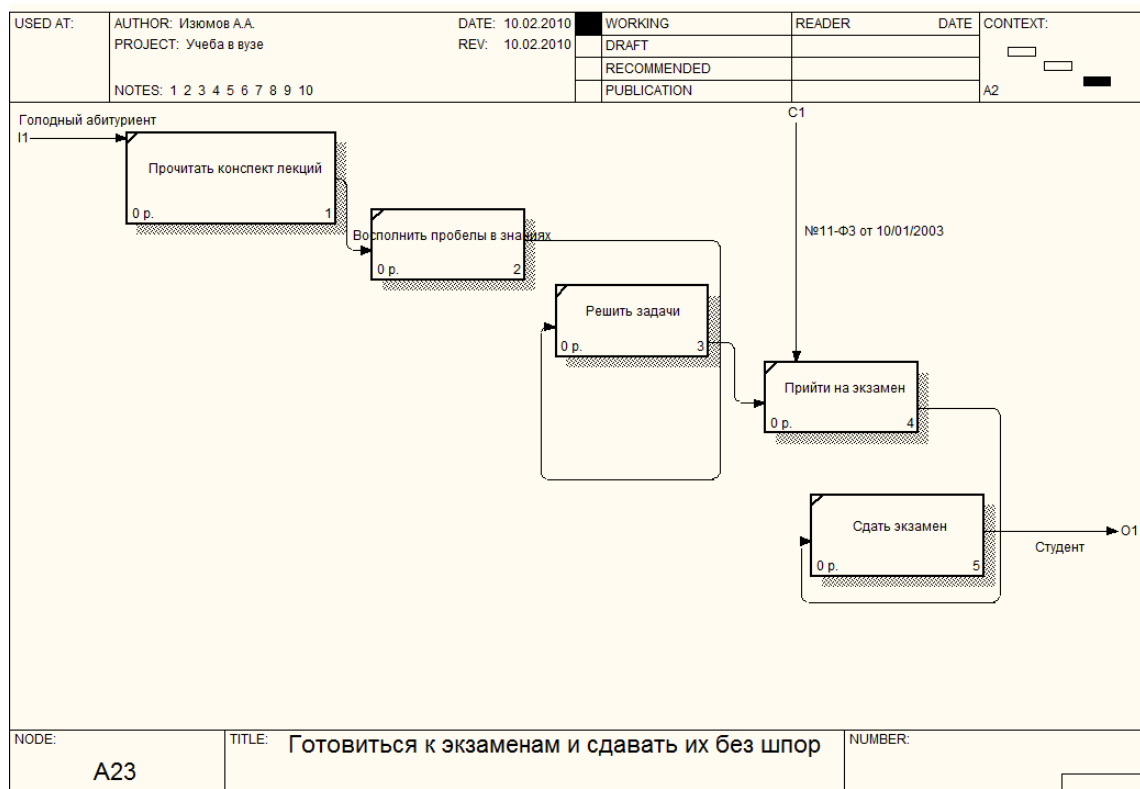 USED AT:
AUTHOR: Изюмов А.А.
DATE: 10.02.2010
WORKING
READER
DATE
CONTEXT:
PROJECT: Учеба в вузе
REV: 10.02.2010
DRAFT
RECOMMENDED
NOTES: 1 2 3 4 5 6 7 8 9 10
PUBLICATION
A2
Голодный абитуриент
I1
C1
Прочитать конспект лекций
0 р.
1
Восполнить пробелы в знаниях
0 р.
2
№11-ФЗ от 10/01/2003
Решить задачи
0 р.
3
Прийти на экзамен
0 р.
4
Сдать экзамен
0 р.
5
O1
Студент
NODE:
TITLE:
Готовиться к экзаменам и сдавать их без шпор
NUMBER:
A23